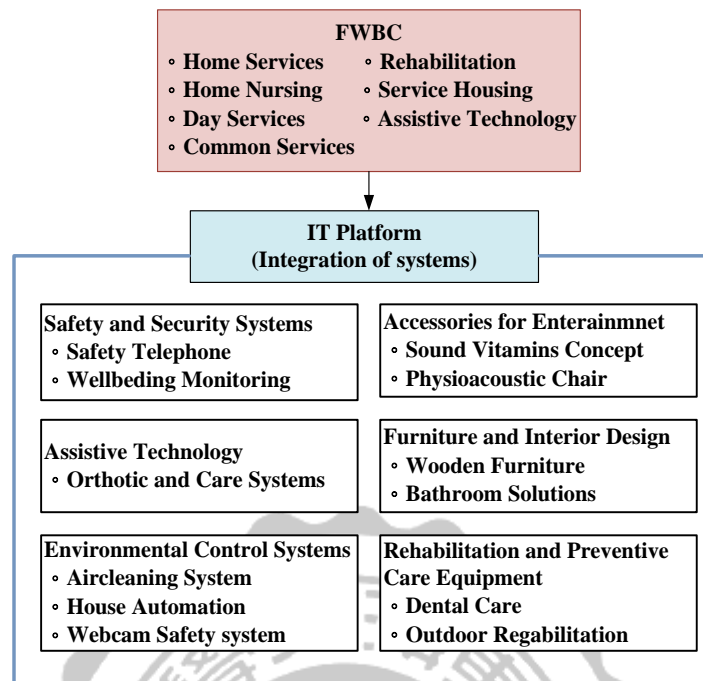 FWBC
∘ Home Services
∘ Home Nursing
∘ Day Services
∘ Common Services
∘ Rehabilitation
∘ Service Housing
∘ Assistive Technology
IT Platform
(Integration of systems)
Safety and Security Systems
∘ Safety Telephone
∘ Wellbeding Monitoring
Accessories for Enterainmnet
∘ Sound Vitamins Concept
∘ Physioacoustic Chair
Assistive Technology
∘ Orthotic and Care Systems
Furniture and Interior Design
∘ Wooden Furniture
∘ Bathroom Solutions
Environmental Control Systems
∘ Aircleaning System
∘ House Automation
∘ Webcam Safety system
Rehabilitation and Preventive
Care Equipment
∘ Dental Care
∘ Outdoor Regabilitation